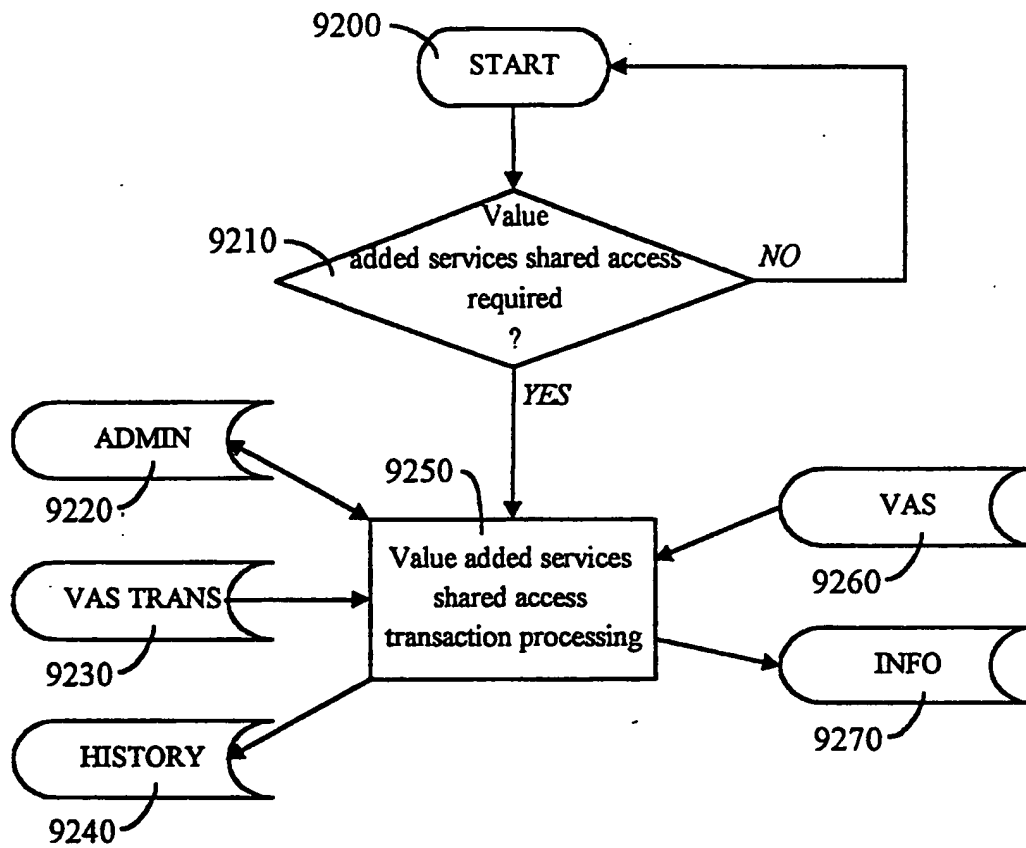 9200
START
9210
Value
added services shared access
required
?
NO
YES
ADMIN
9220
9250
VAS
9260
VAS TRANS
9230
Value added services
shared access
transaction processing
INFO
9270
HISTORY
9240